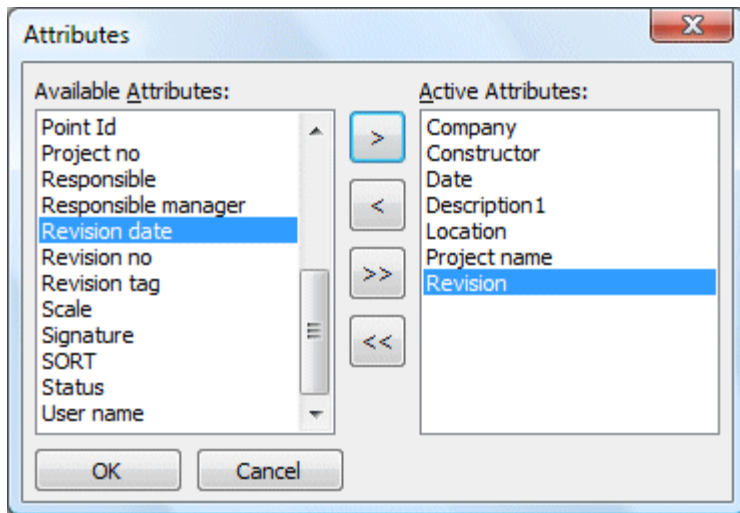 Attributes
Available Attributes:
Point Id
Project no
Responsible
Responsible manager
Revision date
Revision no
Revision tag
Scale
Signature
SORT
Status
User name
>
<
>>
<<
Active Attributes:
Company
Constructor
Date
Description1
Location
Project name
Revision
OK
Cancel